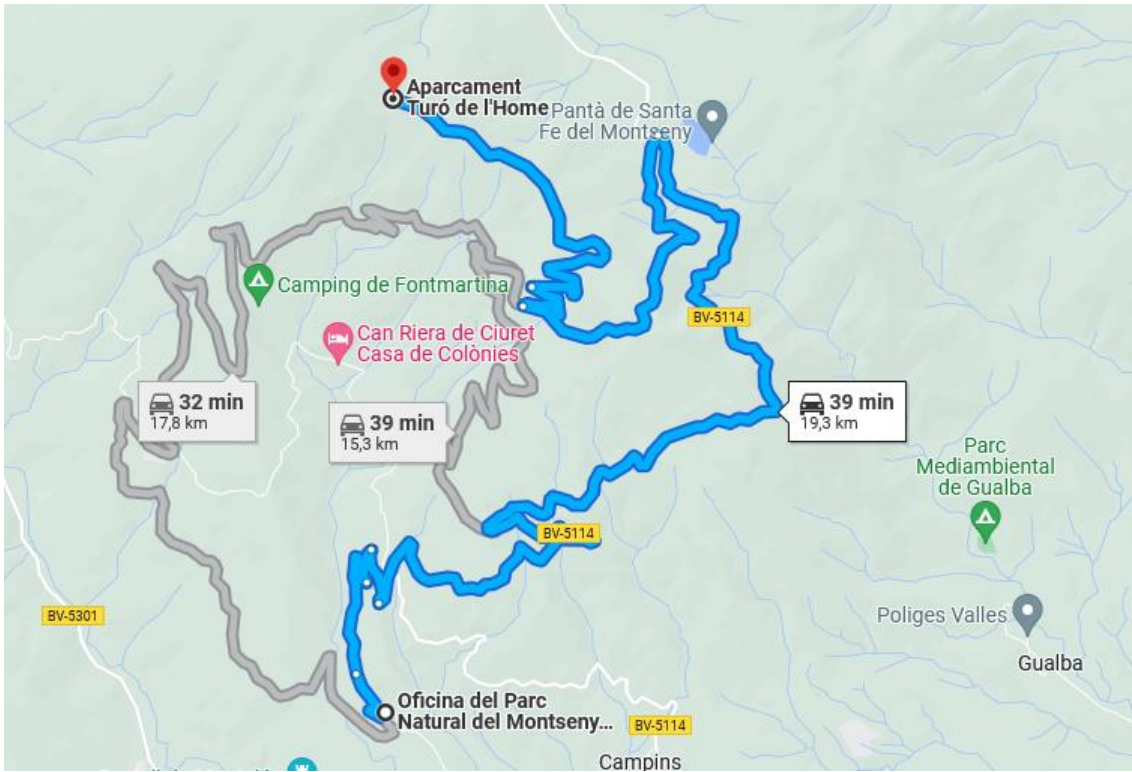 Aparcament
Turó de l'Home
Pantà de Santa
Fe del Montseny
Camping de Fontmartina
BV-5114
Can Riera de Ciuret
Casa de Colònies
32 min
17,8 km
39 min
15,3 km
39 min
19,3 km
Parc
Mediambiental
de Gualba
BV-5114
BV-5301
Poliges Valles
Gualba
Oficina del Parc
Natural del Montseny...
BV-5114
Campins